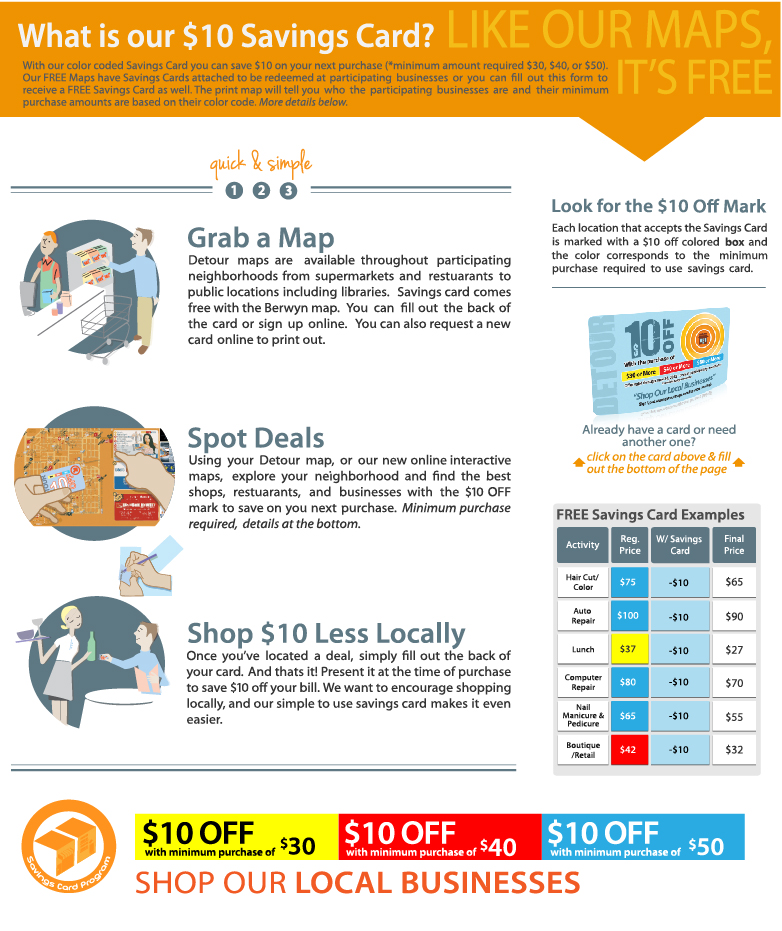 What is our $10 Savings Card?
LIKE OUR MAPS,
IT'S FREE
With our color coded Savings Card you can save $10 on your next purchase (*minimum amount required $30, $40, or $50).
Our FREE Maps have Savings Cards attached to be redeemed at participating businesses or you can fill out this form to
receive a FREE Savings Card as well. The print map will tell you who the participating businesses are and their minimum
purchase amounts are based on their color code. More details below.
quick & simple
1 2 3
Grab a Map
Detour maps are available throughout participating
neighborhoods from supermarkets and restuarants to
public locations including libraries. Savings card comes
free with the Berwyn map. You can fill out the back of
the card or sign up online. You can also request a new
card online to print out.
Spot Deals
Using your Detour map, or our new online interactive
maps, explore your neighborhood and find the best
shops, restuarants, and businesses with the $10 OFF
mark to save on you next purchase. Minimum purchase
required, details at the bottom.
Shop $10 Less Locally
Once you've located a deal, simply fill out the back of
your card. And thats it! Present it at the time of purchase
to save $10 off your bill. We want to encourage shopping
locally, and our simple to use savings card makes it even
easier.
Look for the $10 Off Mark
Each location that accepts the Savings Card
is marked with a $10 off colored box and
the color corresponds to the minimum
purchase required to use savings card.
DETOUR
$10 OFF
With the purchase of
$30 or More $40 or More $50 or More
"Shop Our Local Businesses"
Already have a card or need
another one?
click on the card above & fill
out the bottom of the page
FREE Savings Card Examples
Activity Reg. Price W/ Savings Card Final Price
Hair Cut/ Color $75 -$10 $65
Auto Repair $100 -$10 $90
Lunch $37 -$10 $27
Computer Repair $80 -$10 $70
Nail Manicure & Pedicure $65 -$10 $55
Boutique /Retail $42 -$10 $32
Savings Card Program
$10 OFF
with minimum purchase of $30
$10 OFF
with minimum purchase of $40
$10 OFF
with minimum purchase of $50
SHOP OUR LOCAL BUSINESSES